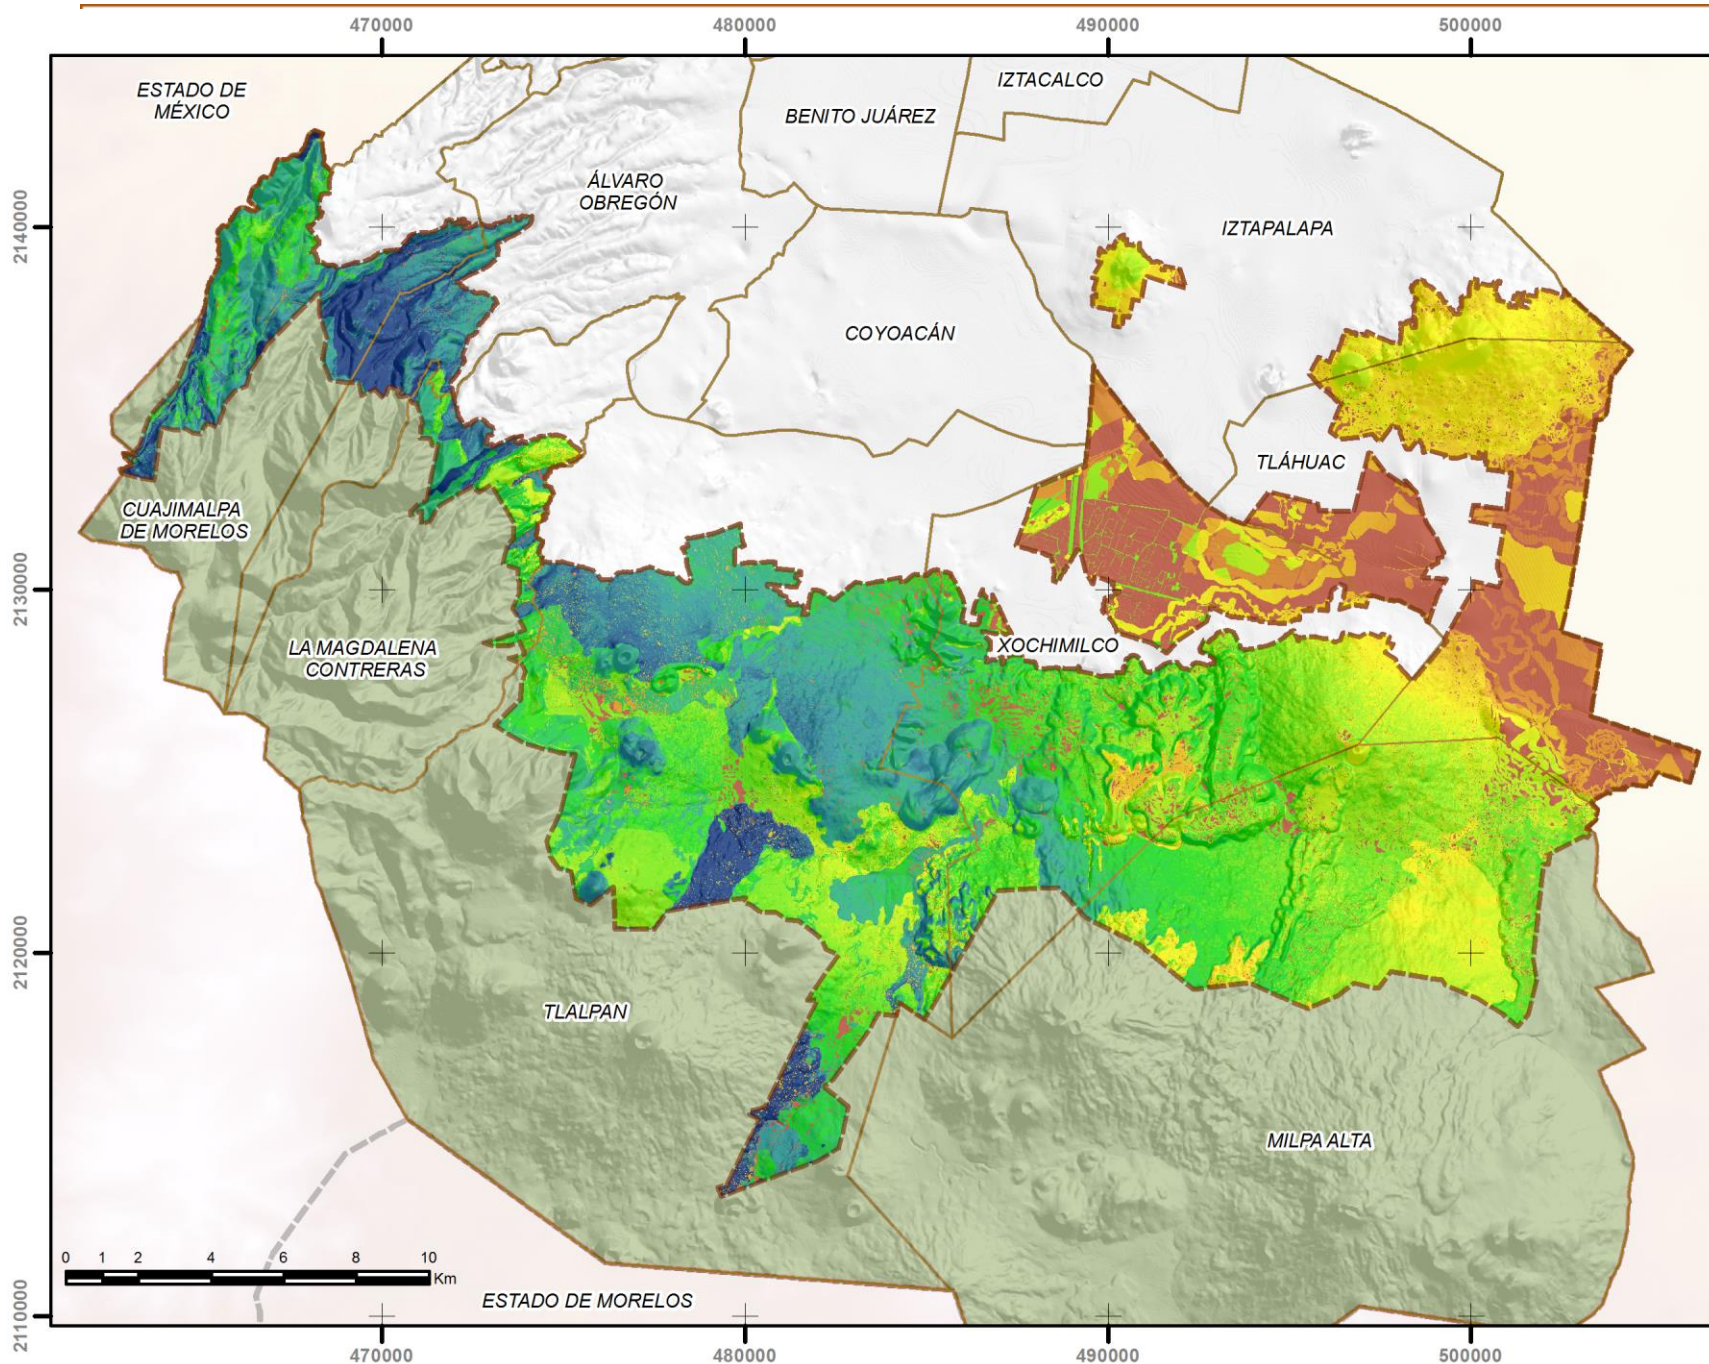 470000
480000
490000
500000
ESTADO DE
MÉXICO
IZTACALCO
BENITO JUÁREZ
ÁLVARO
OBREGÓN
2140000
IZTAPALAPA
COYOACÁN
TLÁHUAC
CUAJIMALPA
DE MORELOS
2130000
LA MAGDALENA
CONTRERAS
XOCHIMILCO
2120000
TLALPAN
MILPA ALTA
0 1 2 4 6 8 10
Km
ESTADO DE MORELOS
2110000
470000
480000
490000
500000